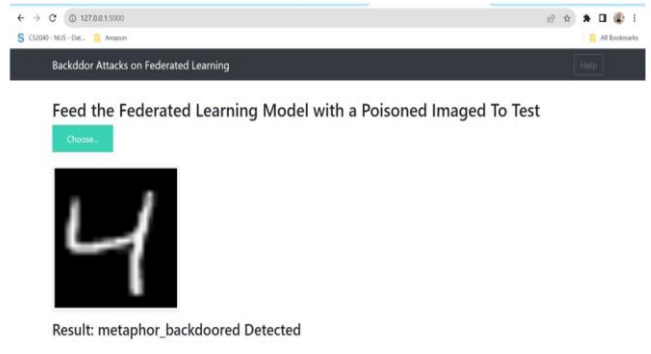 127.0.0.1:5000
CS2040 - NUS - Dat... Amazon All Bookmarks
Backddor Attacks on Federated Learning Help
Feed the Federated Learning Model with a Poisoned Imaged To Test
Choose...
4
Result: metaphor_backdoored Detected